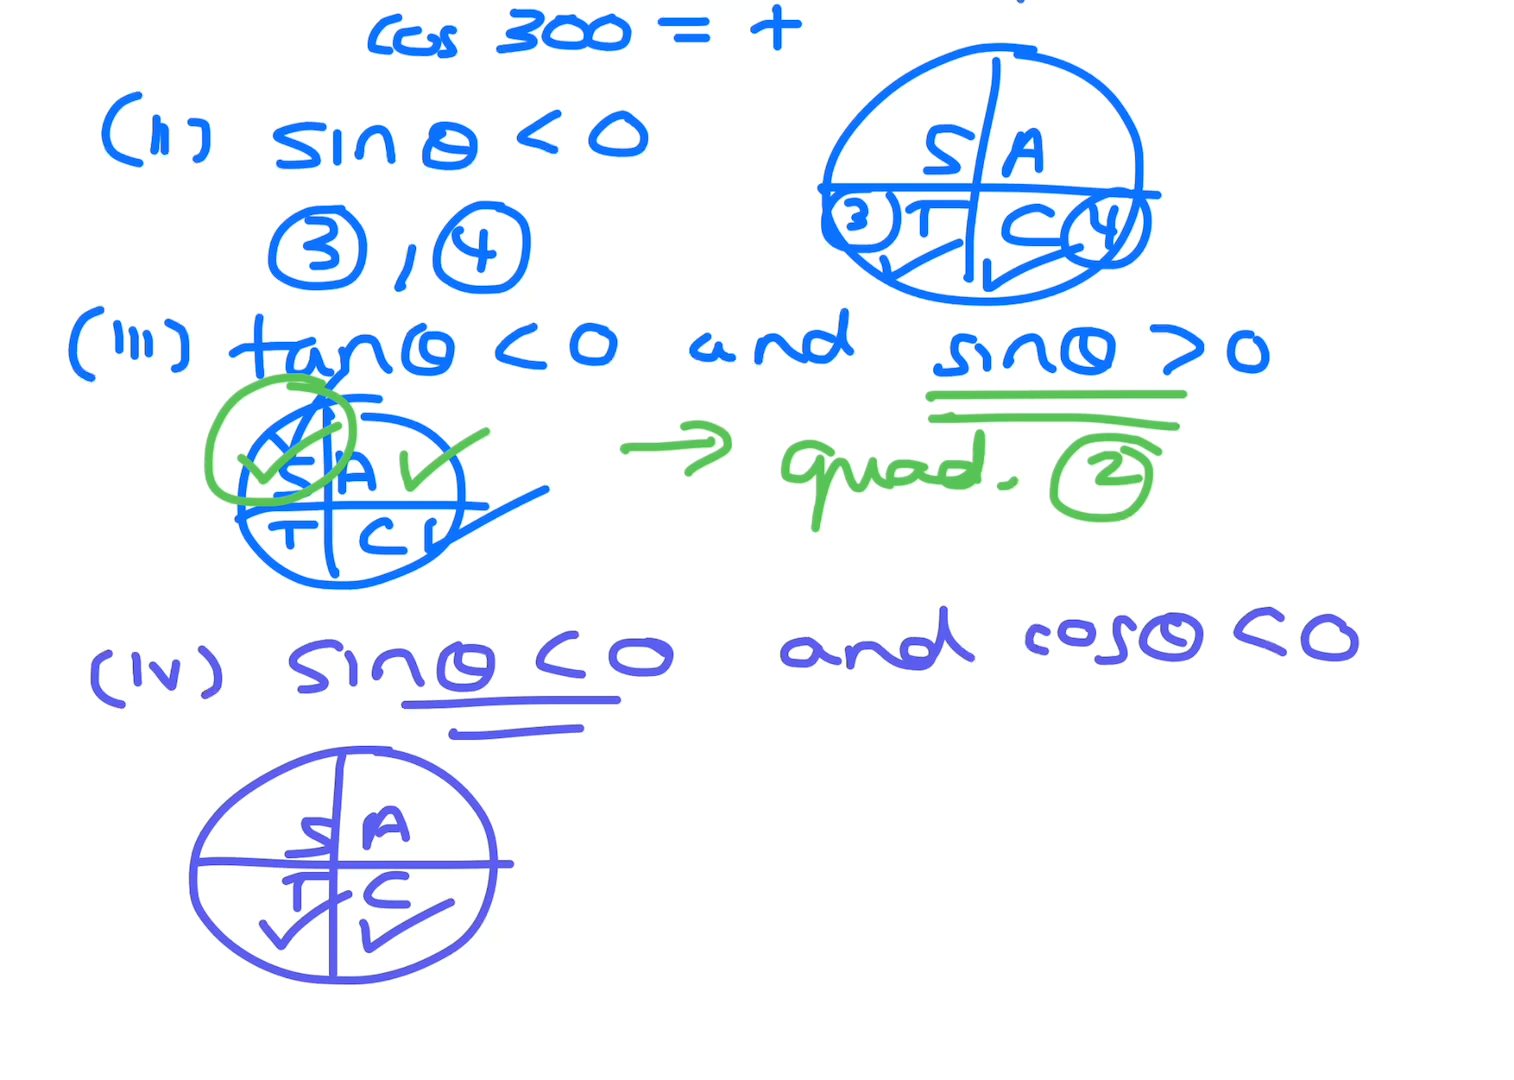 cos 300 = +
(ii) sin θ < 0
S A
3 T C 4
3 , 4
(iii) tan θ < 0 and sin θ > 0
S A
T C
→ quad. 2
(iv) sin θ < 0 and cos θ < 0
S A
T C